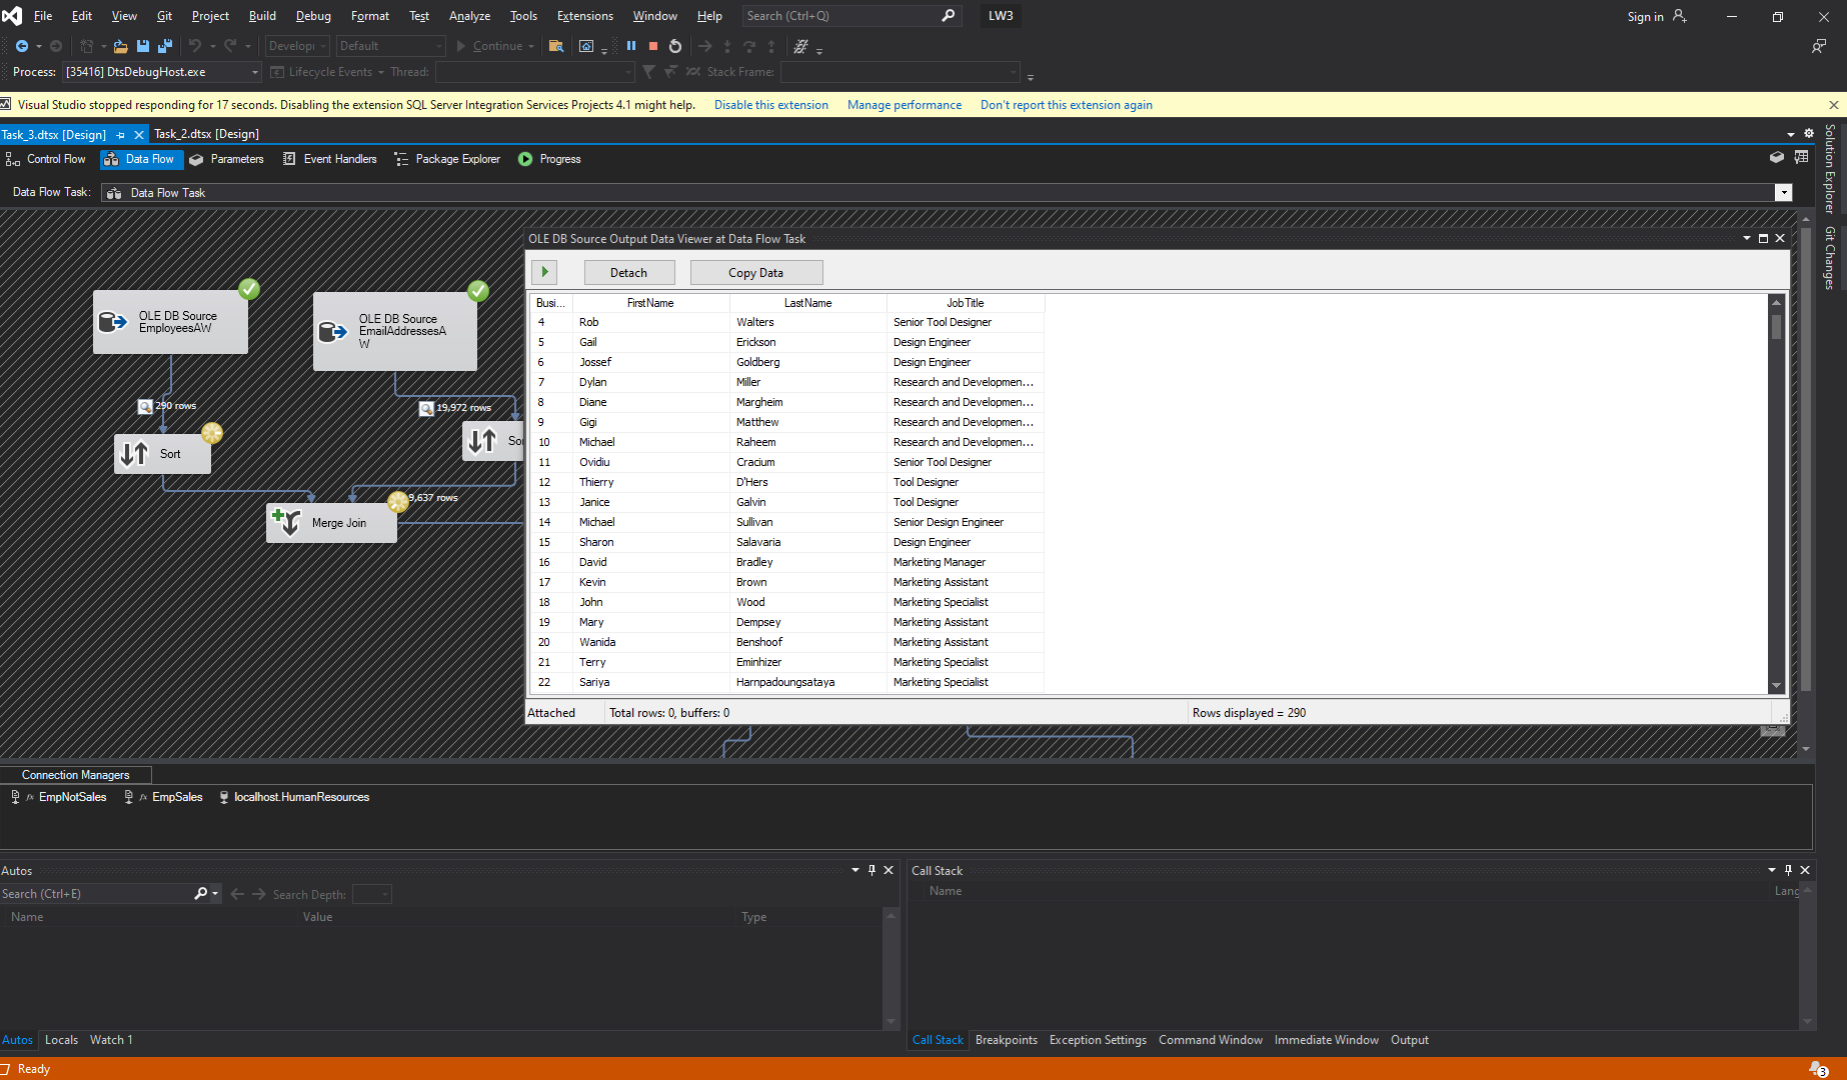 File Edit View Git Project Build Debug Format Test Analyze Tools Extensions Window Help Search (Ctrl+Q) LW3 Sign in
Developi Default Continue
Process: [35416] DtsDebugHost.exe Lifecycle Events Thread: Stack Frame:
Visual Studio stopped responding for 17 seconds. Disabling the extension SQL Server Integration Services Projects 4.1 might help. Disable this extension Manage performance Don't report this extension again
Task_3.dtsx [Design] Task_2.dtsx [Design]
Control Flow Data Flow Parameters Event Handlers Package Explorer Progress
Data Flow Task: Data Flow Task
Solution Explorer
Git Changes
OLE DB Source
EmployeesAW
OLE DB Source
EmailAddressesA
W
290 rows
19,972 rows
Sort
So
9,637 rows
Merge Join
OLE DB Source Output Data Viewer at Data Flow Task
Detach Copy Data
Busi... FirstName LastName JobTitle
4 Rob Walters Senior Tool Designer
5 Gail Erickson Design Engineer
6 Jossef Goldberg Design Engineer
7 Dylan Miller Research and Developmen...
8 Diane Margheim Research and Developmen...
9 Gigi Matthew Research and Developmen...
10 Michael Raheem Research and Developmen...
11 Ovidiu Cracium Senior Tool Designer
12 Thierry D'Hers Tool Designer
13 Janice Galvin Tool Designer
14 Michael Sullivan Senior Design Engineer
15 Sharon Salavaria Design Engineer
16 David Bradley Marketing Manager
17 Kevin Brown Marketing Assistant
18 John Wood Marketing Specialist
19 Mary Dempsey Marketing Assistant
20 Wanida Benshoof Marketing Assistant
21 Terry Eminhizer Marketing Specialist
22 Sariya Harnpadoungsataya Marketing Specialist
Attached Total rows: 0, buffers: 0 Rows displayed = 290
Connection Managers
fx EmpNotSales fx EmpSales localhost.HumanResources
Autos
Search (Ctrl+E) Search Depth:
Name Value Type
Autos Locals Watch 1
Call Stack
Name Lang
Call Stack Breakpoints Exception Settings Command Window Immediate Window Output
Ready 3